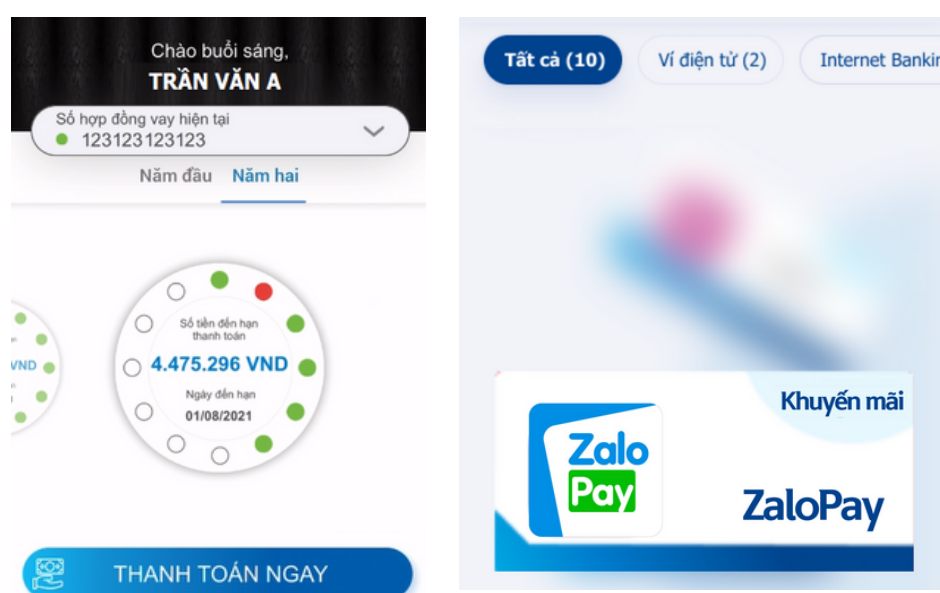 Chào buổi sáng,
TRẦN VĂN A
Số hợp đồng vay hiện tại
123123123123
Năm đầu Năm hai
Số tiền đến hạn
thanh toán
4.475.296 VND
Ngày đến hạn
01/08/2021
VND
THANH TOÁN NGAY
Tất cả (10) Ví điện tử (2) Internet Bankin
Khuyến mãi
Zalo
Pay
ZaloPay